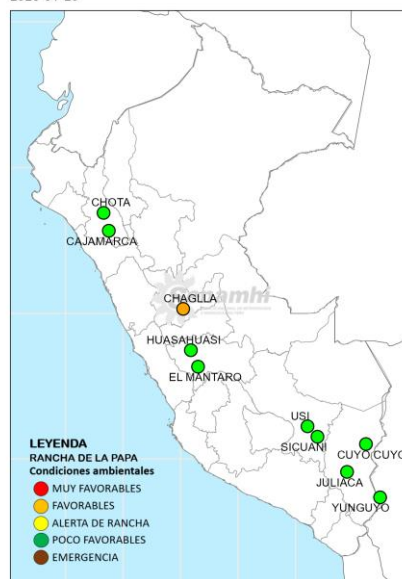 CHOTA
CAJAMARCA
CHAGLLA
HUASAHUASI
EL MANTARO
USI
SICUANI
CUYO CUYO
JULIACA
YUNGUYO
LEYENDA
RANCHA DE LA PAPA
Condiciones ambientales
MUY FAVORABLES
FAVORABLES
ALERTA DE RANCHA
POCO FAVORABLES
EMERGENCIA